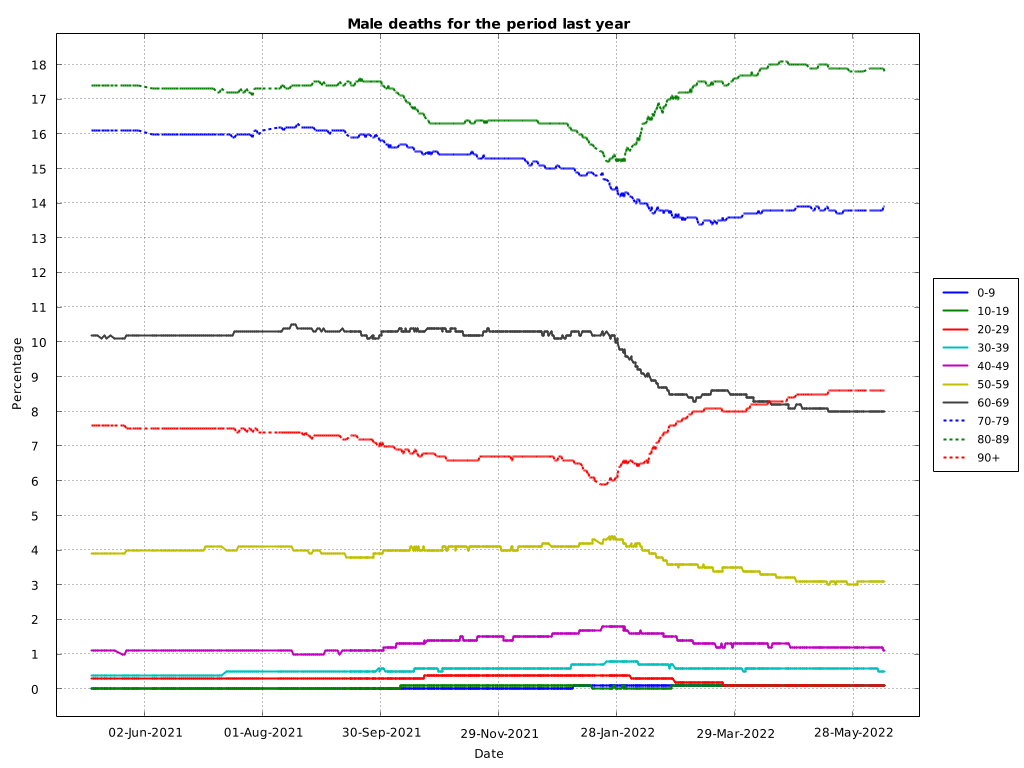 Male deaths for the period last year
18
17
16
15
14
13
12
11
10
9
8
7
6
5
4
3
2
1
0
Percentage
02-Jun-2021
01-Aug-2021
30-Sep-2021
29-Nov-2021
28-Jan-2022
29-Mar-2022
28-May-2022
Date
0-9
10-19
20-29
30-39
40-49
50-59
60-69
70-79
80-89
90+